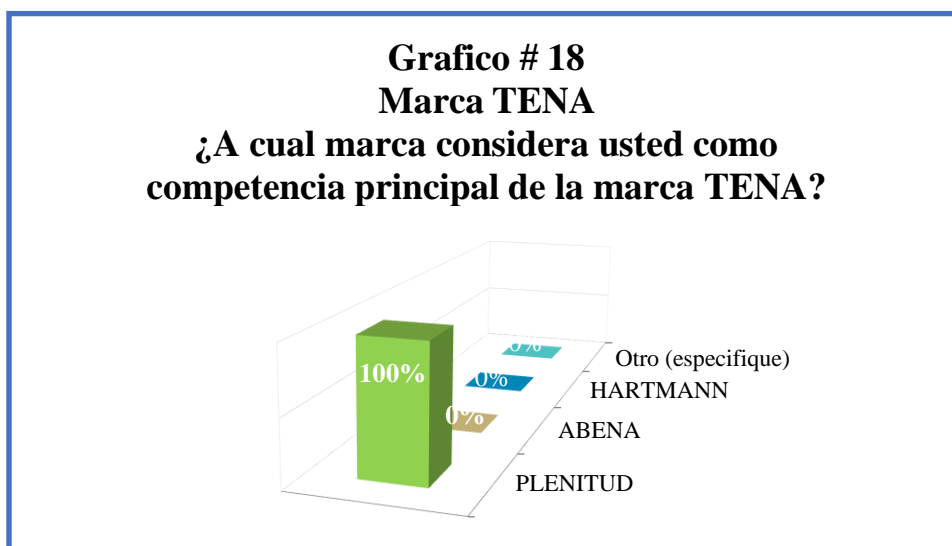 Grafico # 18
Marca TENA
¿A cual marca considera usted como
competencia principal de la marca TENA?
0%
Otro (especifique)
100%
0%
HARTMANN
0%
ABENA
PLENITUD